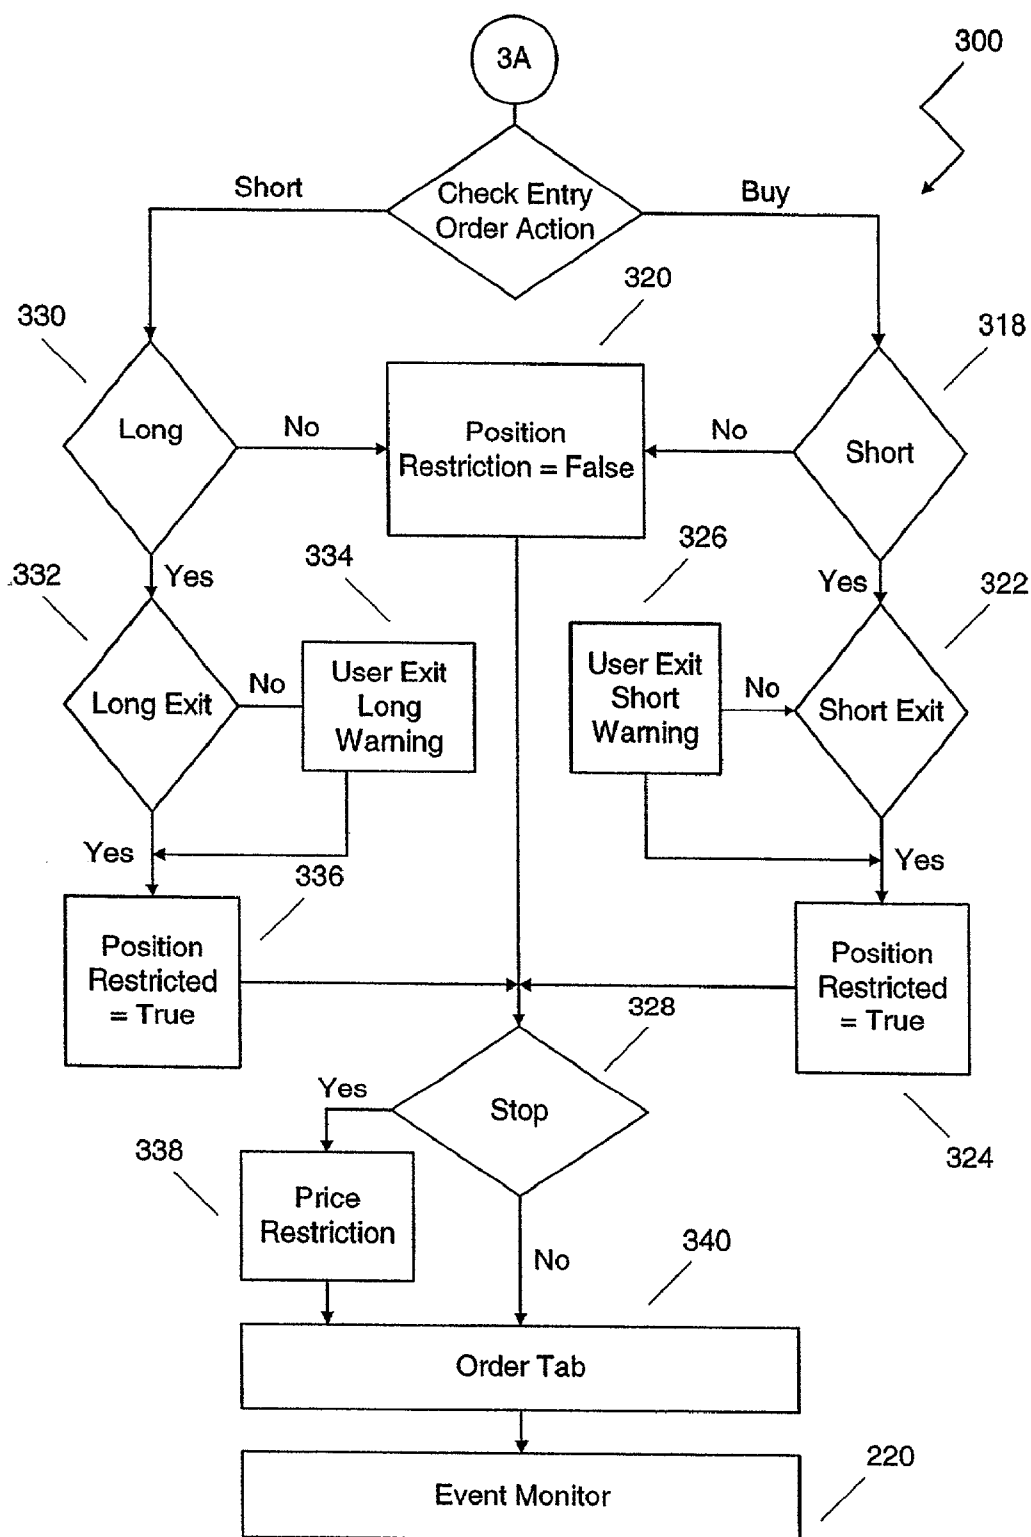 3A
300
Check Entry
Order Action
Short
Buy
320
330
318
Long
No
Position
Restriction = False
No
Short
334
326
332
Yes
Yes
322
Long Exit
No
User Exit
Long
Warning
User Exit
Short
Warning
No
Short Exit
Yes
336
Yes
Position
Restricted
= True
Position
Restricted
= True
328
Yes
Stop
338
324
Price
Restriction
No
340
Order Tab
220
Event Monitor